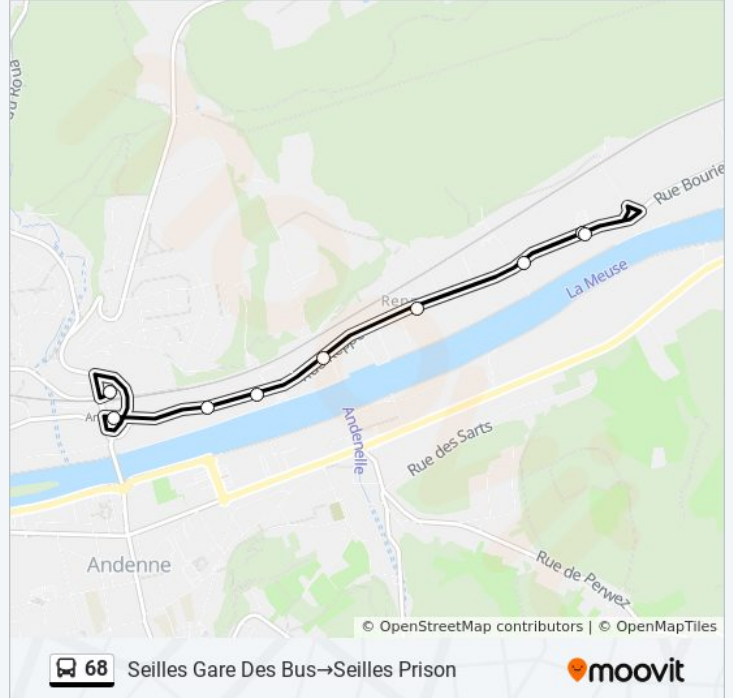 Rue Bourie
La Meuse
Andenelle
Rue des Sarts
Andenne
Rue de Perwez
© OpenStreetMap contributors | © OpenMapTiles
68 Seilles Gare Des Bus→Seilles Prison
moovit